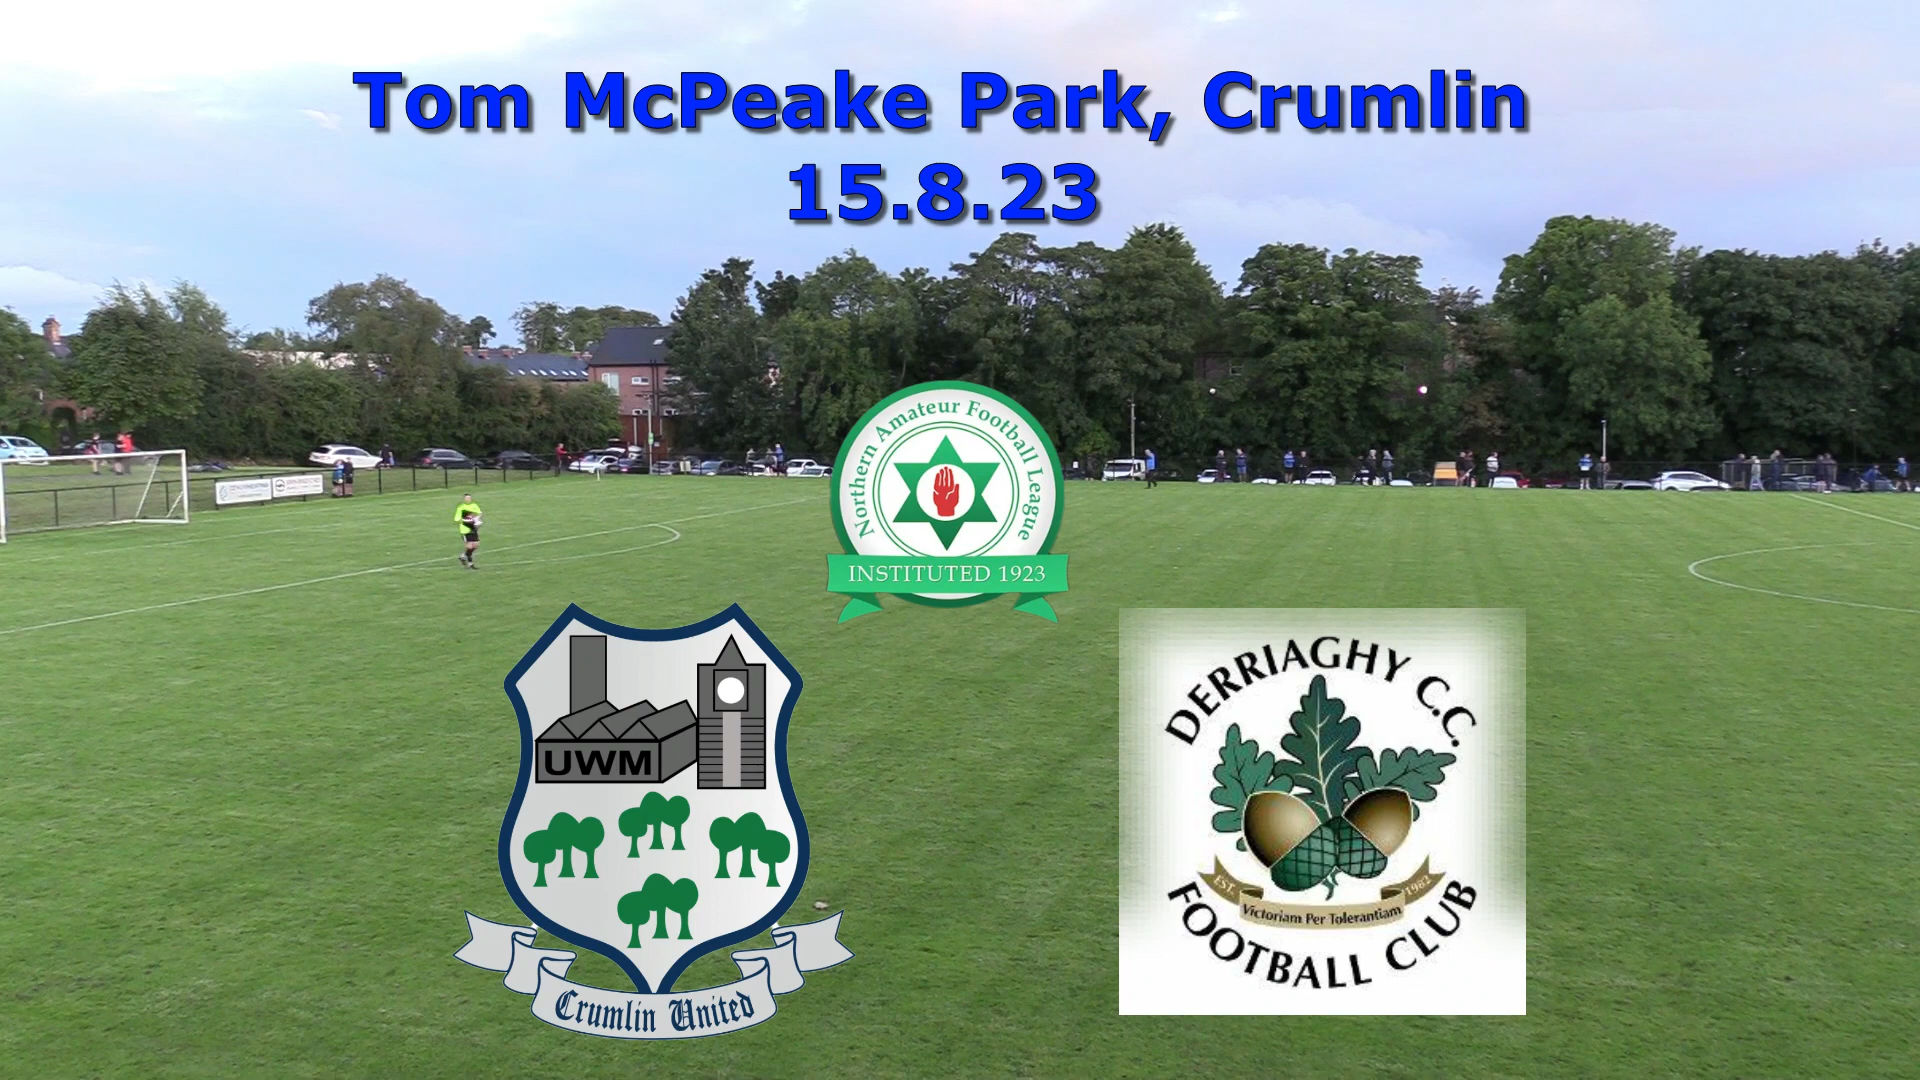 Tom McPeake Park, Crumlin
15.8.23
Northern Amateur Football League
INSTITUTED 1923
UWM
Crumlin United
DERRIAGHY C.C.
EST. 1982
Victoriam Per Tolerantiam
FOOTBALL CLUB